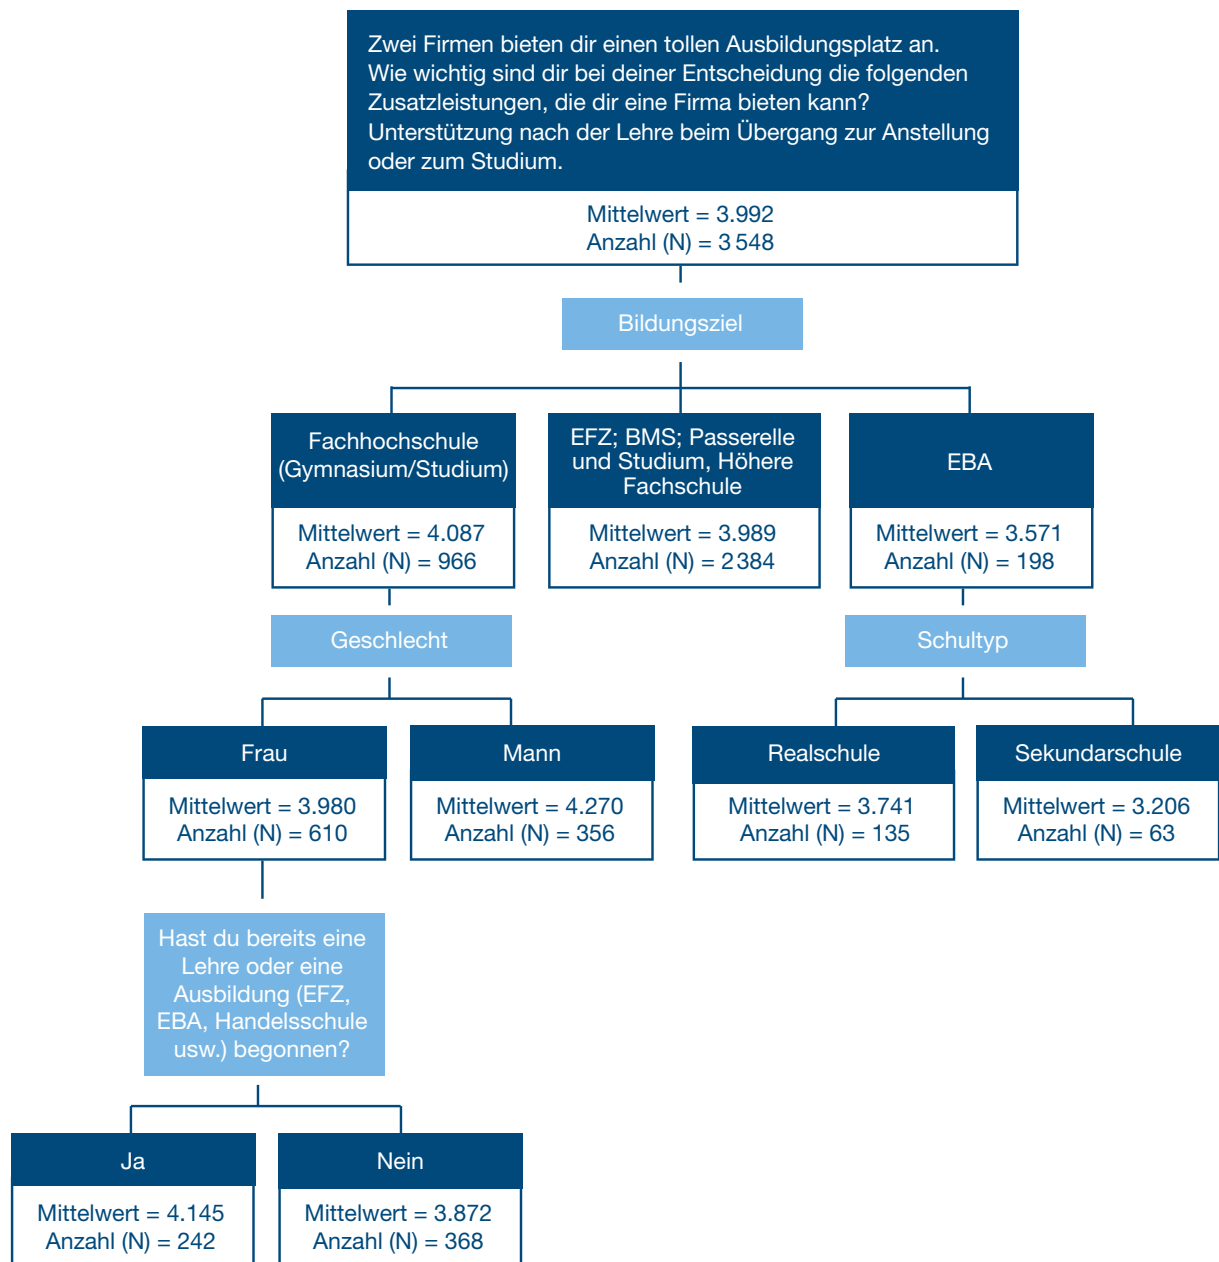 Zwei Firmen bieten dir einen tollen Ausbildungsplatz an.
Wie wichtig sind dir bei deiner Entscheidung die folgenden
Zusatzleistungen, die dir eine Firma bieten kann?
Unterstützung nach der Lehre beim Übergang zur Anstellung
oder zum Studium.
Mittelwert = 3.992
Anzahl (N) = 3 548
Bildungsziel
Fachhochschule
(Gymnasium/Studium)
Mittelwert = 4.087
Anzahl (N) = 966
EFZ; BMS; Passerelle
und Studium, Höhere
Fachschule
Mittelwert = 3.989
Anzahl (N) = 2 384
EBA
Mittelwert = 3.571
Anzahl (N) = 198
Geschlecht
Schultyp
Frau
Mittelwert = 3.980
Anzahl (N) = 610
Mann
Mittelwert = 4.270
Anzahl (N) = 356
Realschule
Mittelwert = 3.741
Anzahl (N) = 135
Sekundarschule
Mittelwert = 3.206
Anzahl (N) = 63
Hast du bereits eine
Lehre oder eine
Ausbildung (EFZ,
EBA, Handelsschule
usw.) begonnen?
Ja
Mittelwert = 4.145
Anzahl (N) = 242
Nein
Mittelwert = 3.872
Anzahl (N) = 368